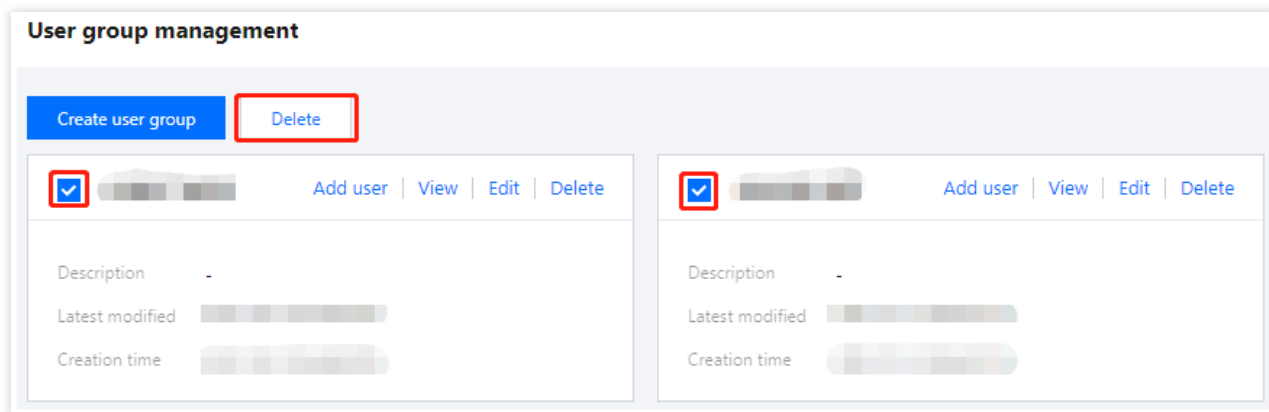 User group management
Create user group Delete
Add user View Edit Delete Add user View Edit Delete
Description - Description -
Latest modified Latest modified
Creation time Creation time